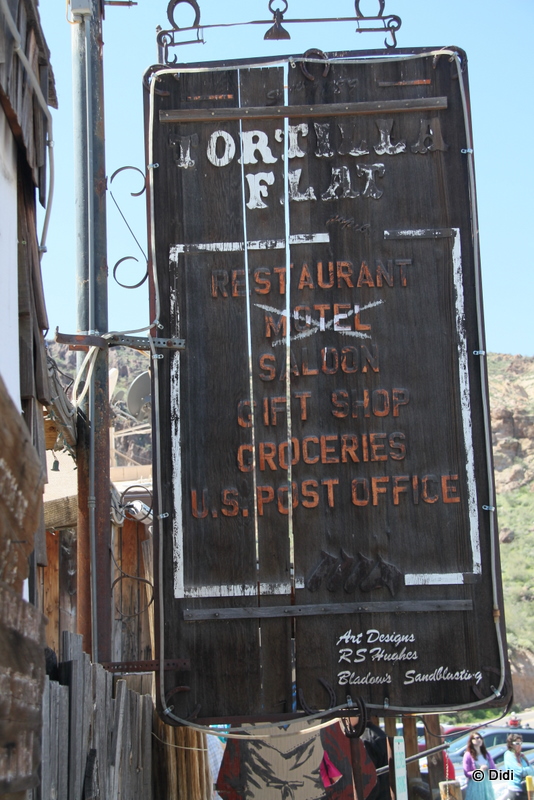 TORTILLA
FLAT
RESTAURANT
MOTEL
SALOON
GIFT SHOP
GROCERIES
U.S. POST OFFICE
Art Designs
RS Hughes
Bladow's Sandblasting
© Didi